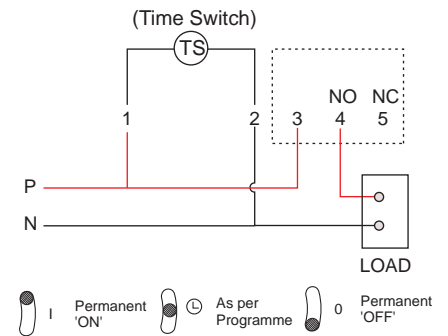 (Time Switch)
TS
NO NC
1 2 3 4 5
P
N
LOAD
I Permanent 'ON'
As per Programme
0 Permanent 'OFF'